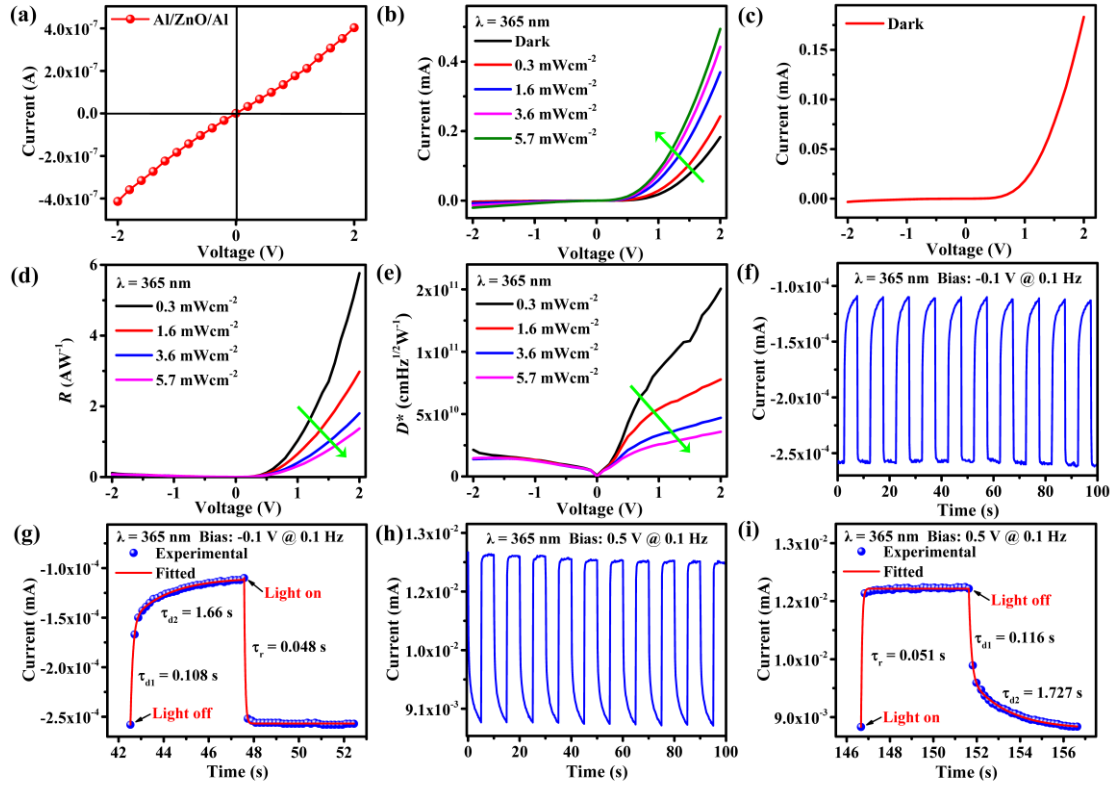 (a)
Al/ZnO/Al
4.0x10⁻⁷
2.0x10⁻⁷
0.0
-2.0x10⁻⁷
-4.0x10⁻⁷
Current (A)
-2 0 2
Voltage (V)
(b)
λ = 365 nm
Dark
0.3 mWcm⁻²
1.6 mWcm⁻²
3.6 mWcm⁻²
5.7 mWcm⁻²
0.4
0.2
0.0
Current (mA)
-2 -1 0 1 2
Voltage (V)
(c)
Dark
0.15
0.10
0.05
0.00
Current (mA)
-2 -1 0 1 2
Voltage (V)
(d)
λ = 365 nm
0.3 mWcm⁻²
1.6 mWcm⁻²
3.6 mWcm⁻²
5.7 mWcm⁻²
6
4
2
0
R (AW⁻¹)
-2 -1 0 1 2
Voltage (V)
(e)
λ = 365 nm
0.3 mWcm⁻²
1.6 mWcm⁻²
3.6 mWcm⁻²
5.7 mWcm⁻²
2x10¹¹
1x10¹¹
5x10¹⁰
0
D* (cmHz¹ᐟ²W⁻¹)
-2 -1 0 1 2
Voltage (V)
(f)
λ = 365 nm Bias: -0.1 V @ 0.1 Hz
-1.0x10⁻⁴
-1.5x10⁻⁴
-2.0x10⁻⁴
-2.5x10⁻⁴
Current (mA)
0 20 40 60 80 100
Time (s)
(g)
λ = 365 nm Bias: -0.1 V @ 0.1 Hz
Experimental
Fitted
Light on
τd2 = 1.66 s
τr = 0.048 s
τd1 = 0.108 s
Light off
-1.0x10⁻⁴
-1.5x10⁻⁴
-2.0x10⁻⁴
-2.5x10⁻⁴
Current (mA)
42 44 46 48 50 52
Time (s)
(h)
λ = 365 nm Bias: 0.5 V @ 0.1 Hz
1.3x10⁻²
1.2x10⁻²
1.0x10⁻²
9.1x10⁻³
Current (mA)
0 20 40 60 80 100
Time (s)
(i)
λ = 365 nm Bias: 0.5 V @ 0.1 Hz
Experimental
Fitted
Light off
τd1 = 0.116 s
τr = 0.051 s
τd2 = 1.727 s
Light on
1.3x10⁻²
1.2x10⁻²
1.0x10⁻²
9.0x10⁻³
Current (mA)
146 148 150 152 154 156
Time (s)